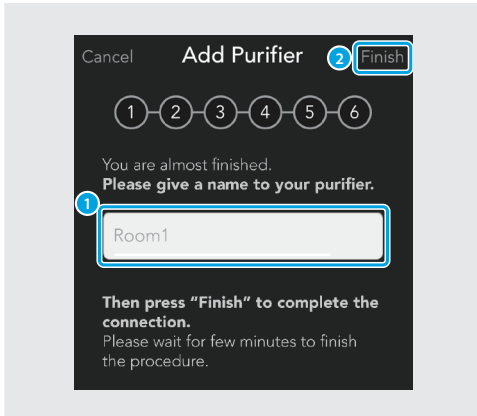 Cancel Add Purifier 2 Finish
1 2 3 4 5 6
You are almost finished.
Please give a name to your purifier.
1
Room1
Then press "Finish" to complete the
connection.
Please wait for few minutes to finish
the procedure.